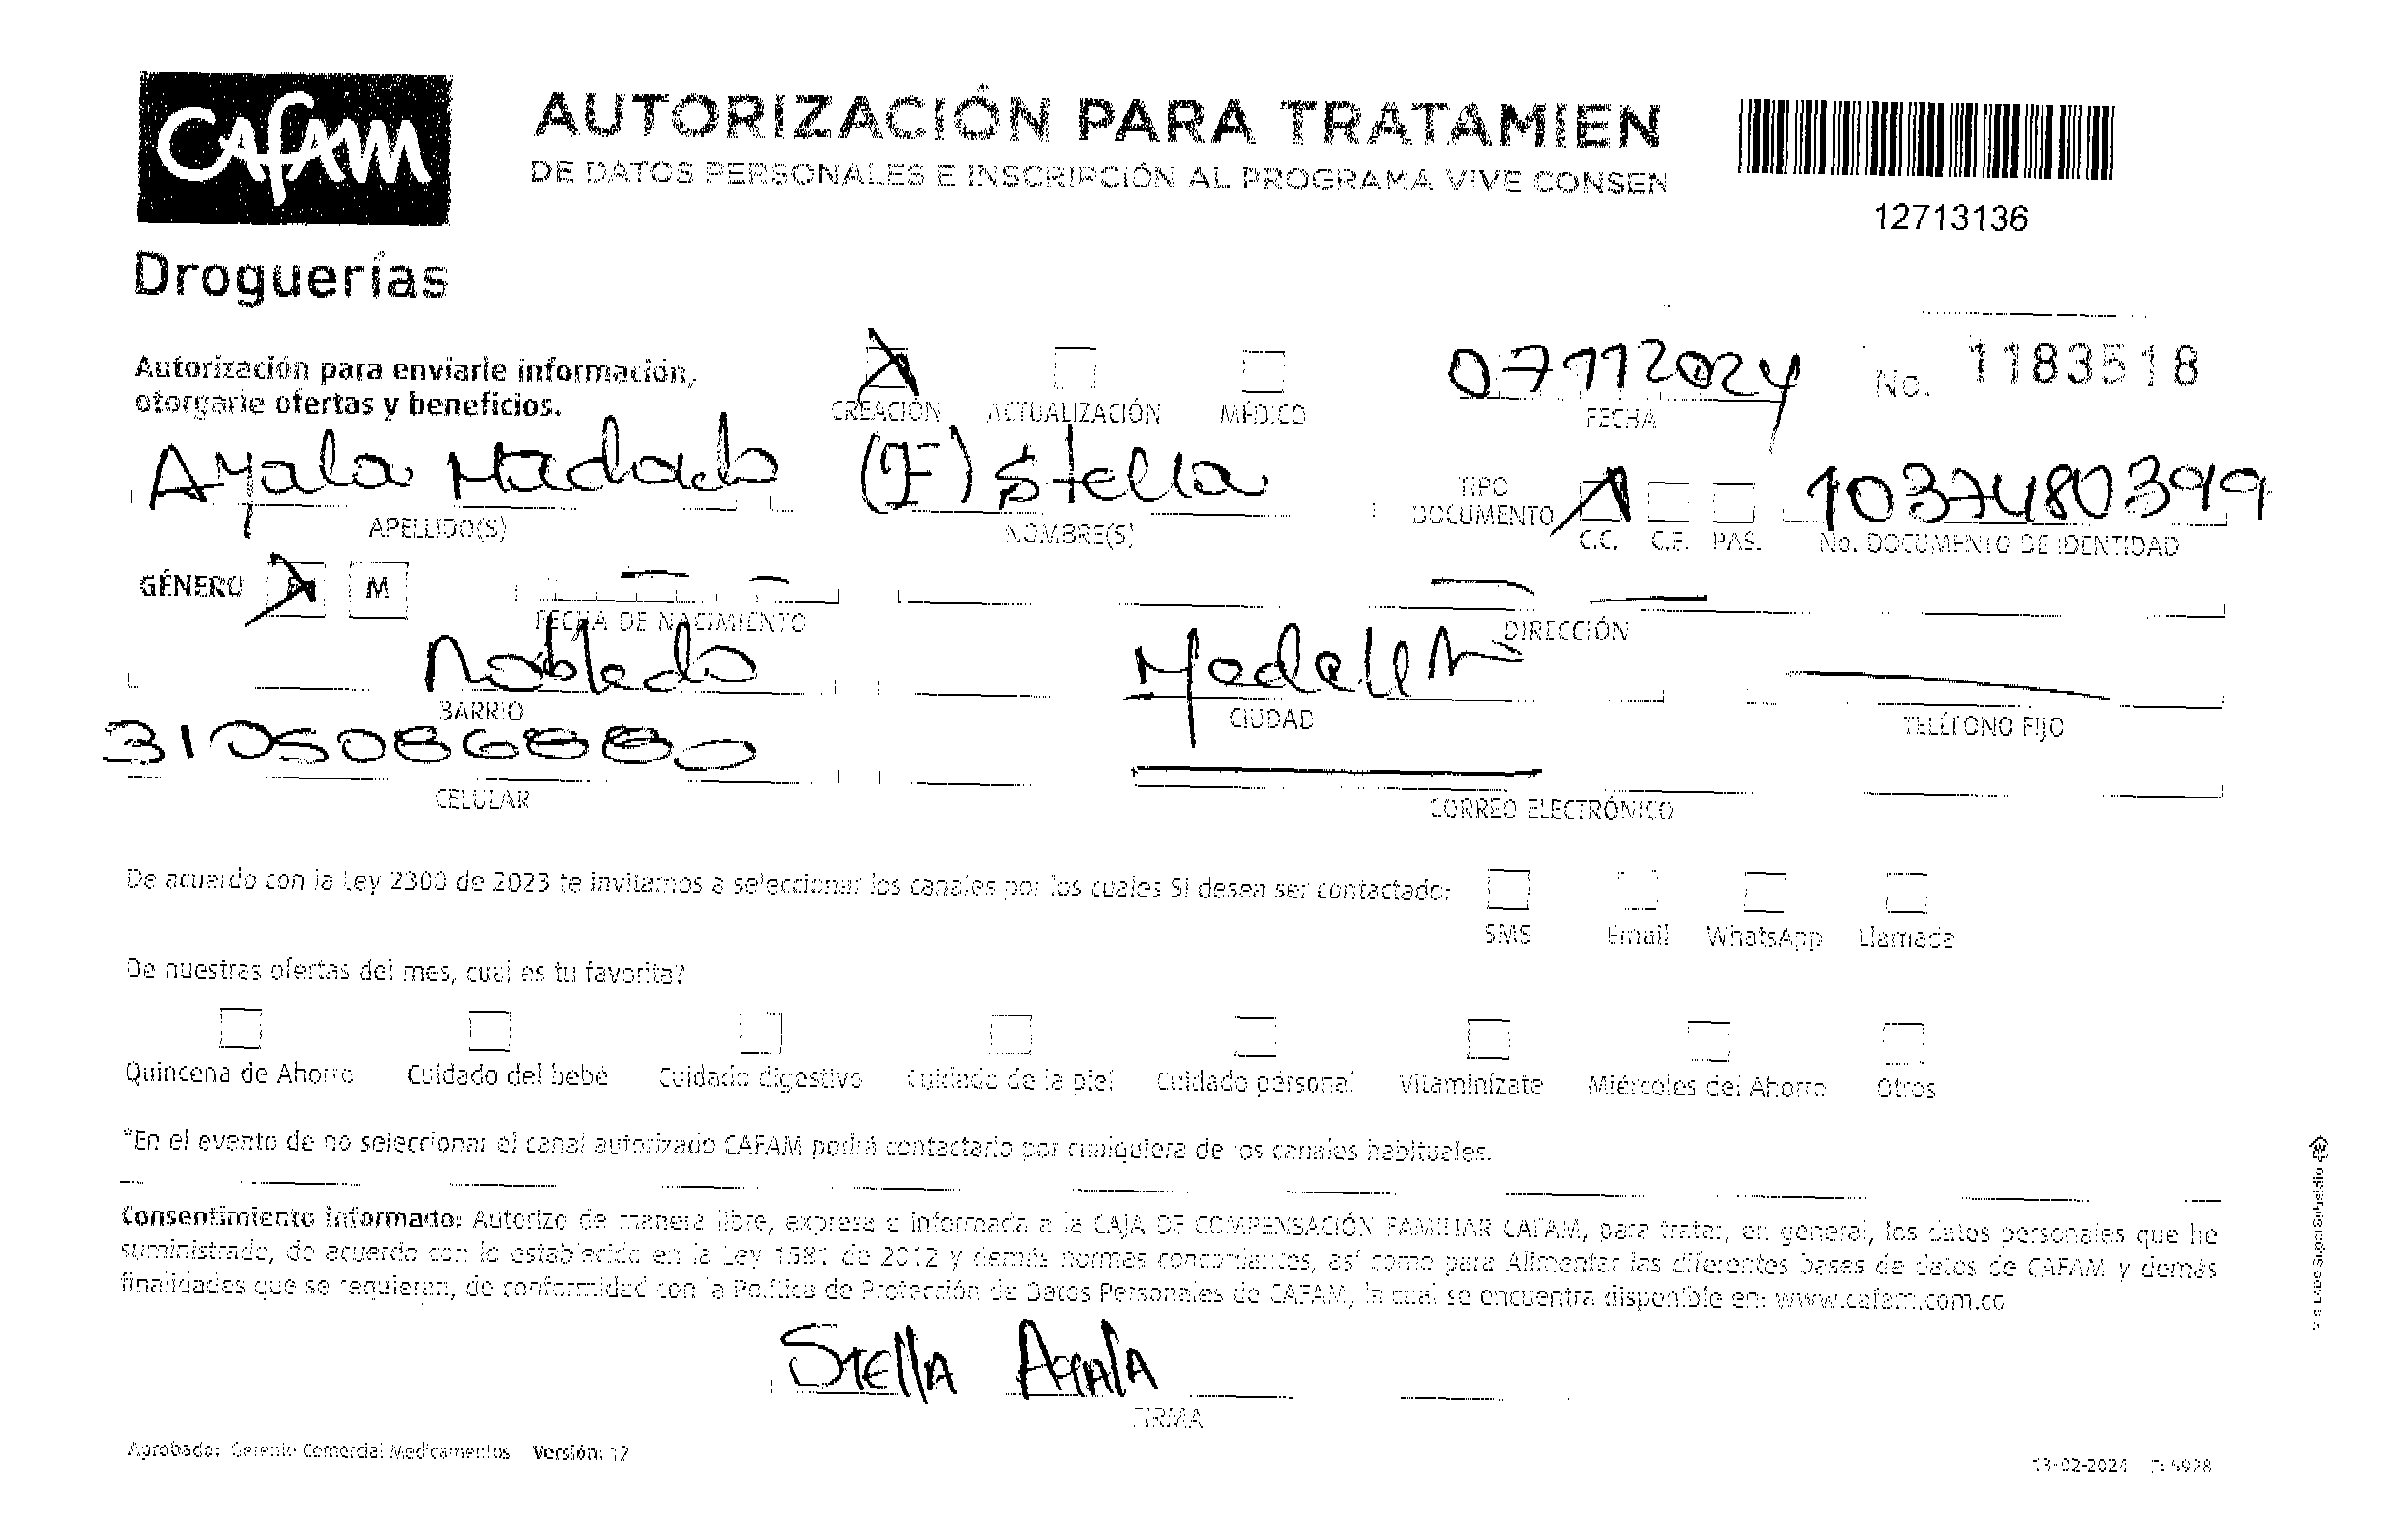 CAFAM
Droguerías
AUTORIZACIÓN PARA TRATAMIEN
DE DATOS PERSONALES E INSCRIPCIÓN AL PROGRAMA VIVE CONSEN
12713136
Autorización para enviarle información,
otorgarle ofertas y beneficios.
CREACIÓN ACTUALIZACIÓN MÉDICO
07112024
FECHA
No. 1183518
Ayala Machado (F) Stella
APELLIDO(S) NOMBRE(S)
TIPO DOCUMENTO C.C. C.E. PAS.
1037480399
No. DOCUMENTO DE IDENTIDAD
GÉNERO F M
FECHA DE NACIMIENTO DIRECCIÓN
Robledo Medellín
BARRIO CIUDAD TELÉFONO FIJO
3105086880
CELULAR CORREO ELECTRÓNICO
De acuerdo con la Ley 2300 de 2023 te invitamos a seleccionar los canales por los cuales SI desea ser contactado:
SMS Email WhatsApp Llamada
De nuestras ofertas del mes, cual es tu favorita?
Quincena de Ahorro Cuidado del bebé Cuidado digestivo Cuidado de la piel Cuidado personal Vitaminízate Miércoles del Ahorro Otros
*En el evento de no seleccionar el canal autorizado CAFAM podrá contactarlo por cualquiera de los canales habituales.
Consentimiento informado: Autorizo de manera libre, expresa e informada a la CAJA DE COMPENSACIÓN FAMILIAR CAFAM, para tratar, en general, los datos personales que he
suministrado, de acuerdo con lo establecido en la Ley 1581 de 2012 y demás normas concordantes, así como para Alimentar las diferentes bases de datos de CAFAM y demás
finalidades que se requieran, de conformidad con la Política de Protección de Datos Personales de CAFAM, la cual se encuentra disponible en: www.cafam.com.co
Stella Ayala
FIRMA
Aprobado: Gerente Comercial Medicamentos Versión: 12
13-02-2024
SuperSubsidio